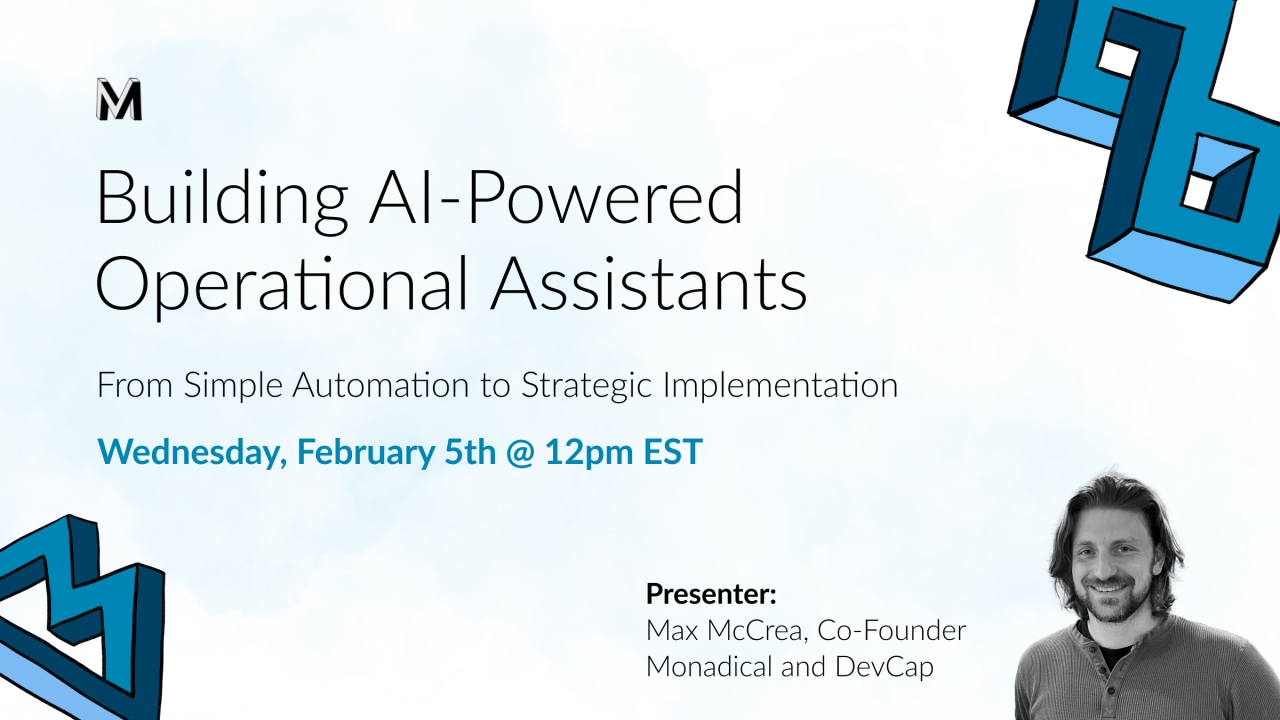 M
Building AI-Powered
Operational Assistants
From Simple Automation to Strategic Implementation
Wednesday, February 5th @ 12pm EST
Presenter:
Max McCrea, Co-Founder
Monadical and DevCap